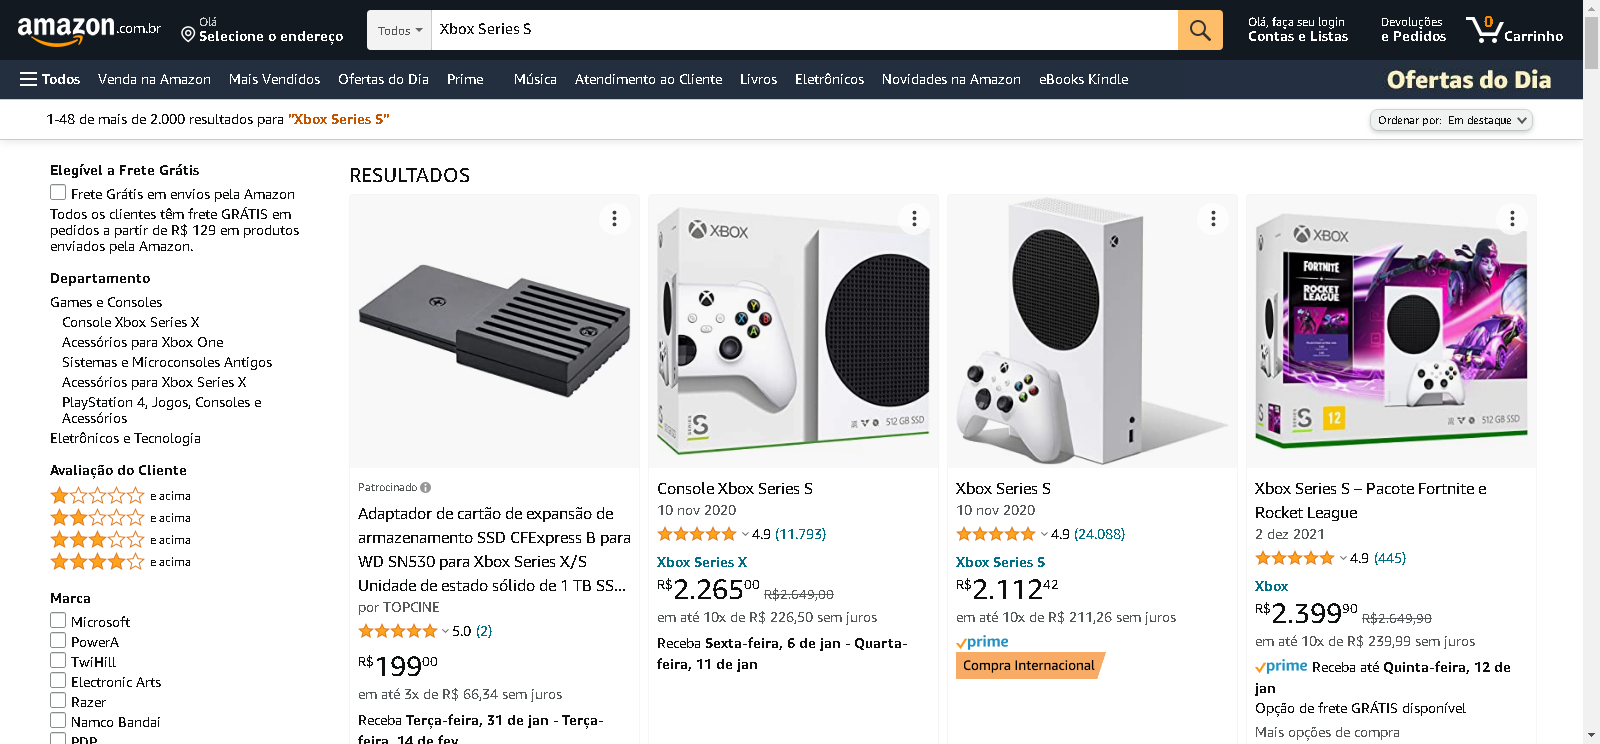 amazon.com.br
Olá
Selecione o endereço
Todos
Xbox Series S
Olá, faça seu login
Contas e Listas
Devoluções
e Pedidos
0
Carrinho
Todos
Venda na Amazon
Mais Vendidos
Ofertas do Dia
Prime
Música
Atendimento ao Cliente
Livros
Eletrônicos
Novidades na Amazon
eBooks Kindle
Ofertas do Dia
1-48 de mais de 2.000 resultados para "Xbox Series S"
Ordenar por: Em destaque
Elegível a Frete Grátis
Frete Grátis em envios pela Amazon
Todos os clientes têm frete GRÁTIS em
pedidos a partir de R$ 129 em produtos
enviados pela Amazon.
Departamento
Games e Consoles
Console Xbox Series X
Acessórios para Xbox One
Sistemas e Microconsoles Antigos
Acessórios para Xbox Series X
PlayStation 4, Jogos, Consoles e
Acessórios
Eletrônicos e Tecnologia
Avaliação do Cliente
e acima
e acima
e acima
e acima
Marca
Microsoft
PowerA
TwiHill
Electronic Arts
Razer
Namco Bandai
PDP
RESULTADOS
Patrocinado
Adaptador de cartão de expansão de
armazenamento SSD CFExpress B para
WD SN530 para Xbox Series X/S
Unidade de estado sólido de 1 TB SS...
por TOPCINE
5.0 (2)
R$19900
em até 3x de R$ 66,34 sem juros
Receba Terça-feira, 31 de jan - Terça-
feira, 14 de fev
XBOX
Y
X
B
A
SERIES
S
512 GB SSD
Console Xbox Series S
10 nov 2020
4.9 (11.793)
Xbox Series X
R$2.26500 R$2.649,00
em até 10x de R$ 226,50 sem juros
Receba Sexta-feira, 6 de jan - Quarta-
feira, 11 de jan
Xbox Series S
10 nov 2020
4.9 (24.088)
Xbox Series S
R$2.11242
em até 10x de R$ 211,26 sem juros
prime
Compra Internacional
XBOX
FORTNITE
ROCKET
LEAGUE
SERIES
S
12
512 GB SSD
Xbox Series S – Pacote Fortnite e
Rocket League
2 dez 2021
4.9 (445)
Xbox
R$2.39990 R$2.649,90
em até 10x de R$ 239,99 sem juros
prime Receba até Quinta-feira, 12 de
jan
Opção de frete GRÁTIS disponível
Mais opções de compra